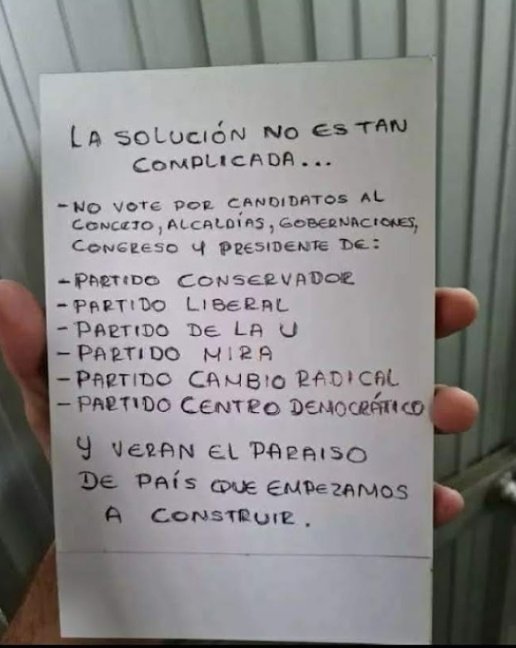 LA SOLUCIÓN NO ES TAN
COMPLICADA...
- NO VOTE POR CANDIDATOS AL
CONCEJO, ALCALDÍAS, GOBERNACIONES,
CONGRESO Y PRESIDENTE DE:
- PARTIDO CONSERVADOR
- PARTIDO LIBERAL
- PARTIDO DE LA U
- PARTIDO MIRA
- PARTIDO CAMBIO RADICAL
- PARTIDO CENTRO DEMOCRÁTICO
Y VERAN EL PARAISO
DE PAÍS QUE EMPEZAMOS
A CONSTRUIR.